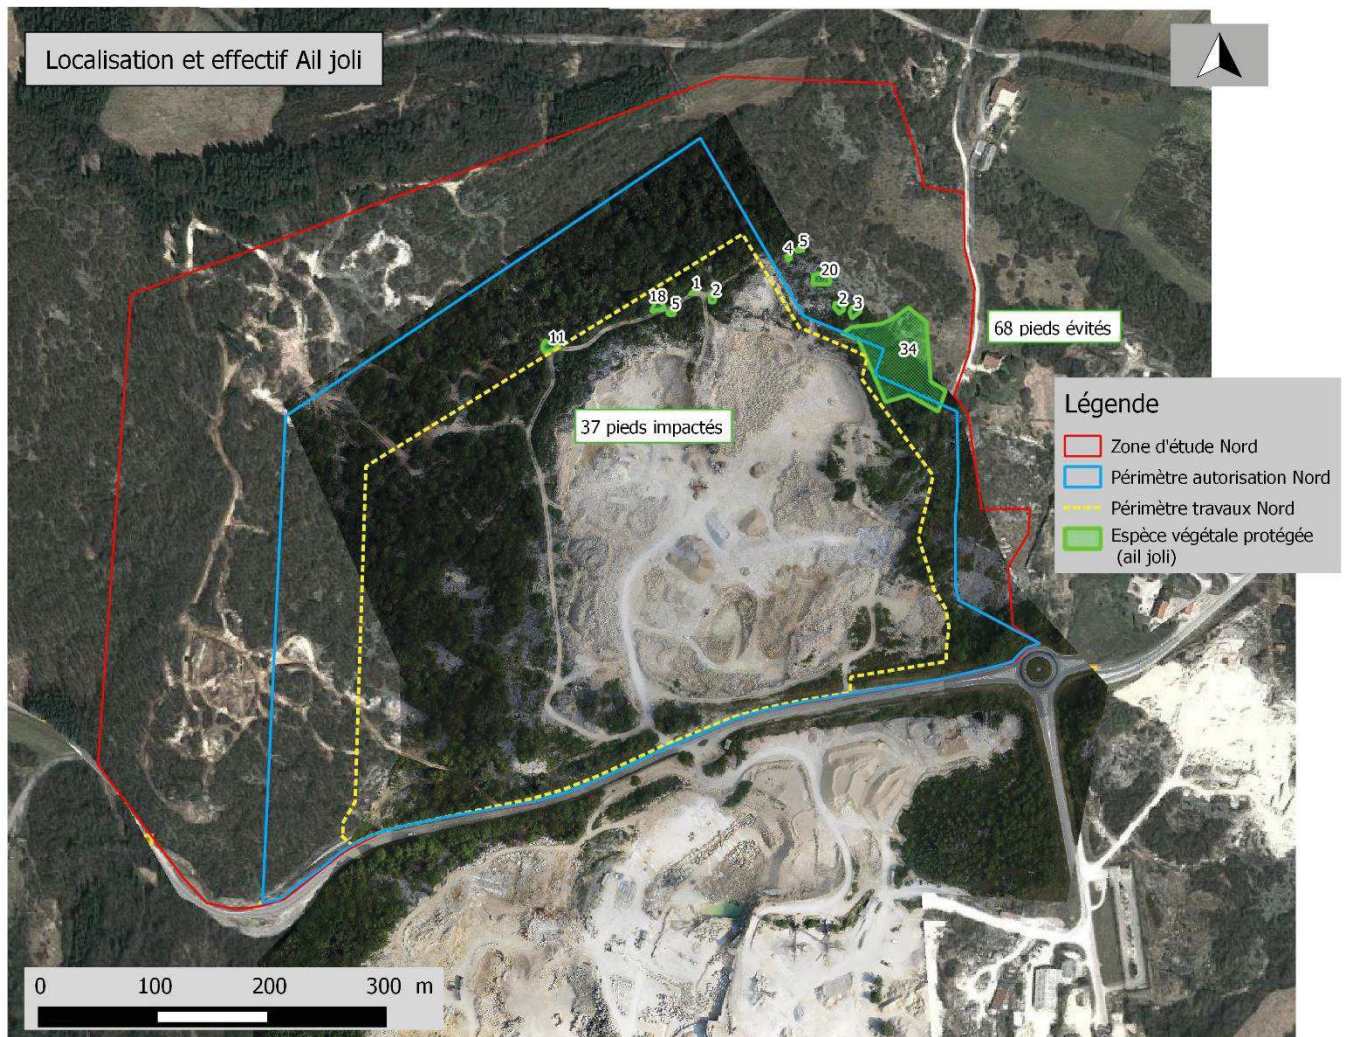 Localisation et effectif Ail joli
5
4
20
1
2
18
5
2
3
11
34
68 pieds évités
37 pieds impactés
Légende
Zone d'étude Nord
Périmètre autorisation Nord
Périmètre travaux Nord
Espèce végétale protégée
(ail joli)
0 100 200 300 m